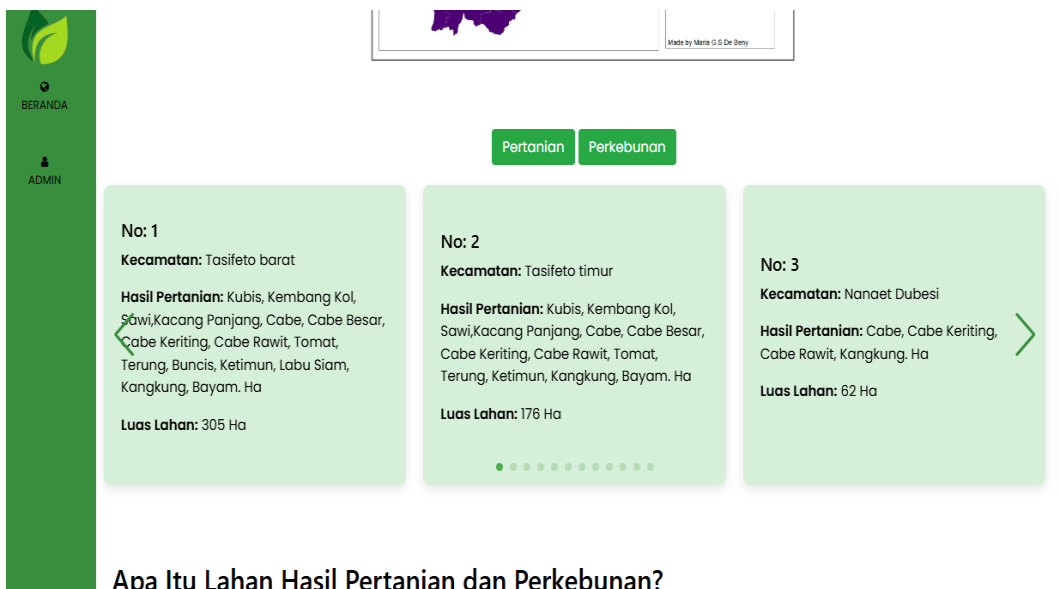 Made by Maria G.S De Beny
BERANDA
ADMIN
Pertanian Perkebunan
No: 1
Kecamatan: Tasifeto barat
Hasil Pertanian: Kubis, Kembang Kol,
Sawi,Kacang Panjang, Cabe, Cabe Besar,
Cabe Keriting, Cabe Rawit, Tomat,
Terung, Buncis, Ketimun, Labu Siam,
Kangkung, Bayam. Ha
Luas Lahan: 305 Ha
No: 2
Kecamatan: Tasifeto timur
Hasil Pertanian: Kubis, Kembang Kol,
Sawi,Kacang Panjang, Cabe, Cabe Besar,
Cabe Keriting, Cabe Rawit, Tomat,
Terung, Ketimun, Kangkung, Bayam. Ha
Luas Lahan: 176 Ha
No: 3
Kecamatan: Nanaet Dubesi
Hasil Pertanian: Cabe, Cabe Keriting,
Cabe Rawit, Kangkung. Ha
Luas Lahan: 62 Ha
Apa Itu Lahan Hasil Pertanian dan Perkebunan?